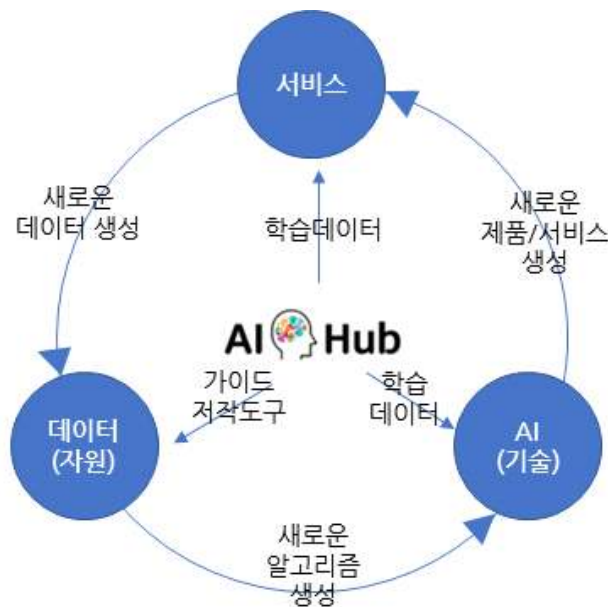 서비스
새로운
데이터 생성
학습데이터
새로운
제품/서비스
생성
AI Hub
가이드
저작도구
학습
데이터
데이터
(자원)
AI
(기술)
새로운
알고리즘
생성